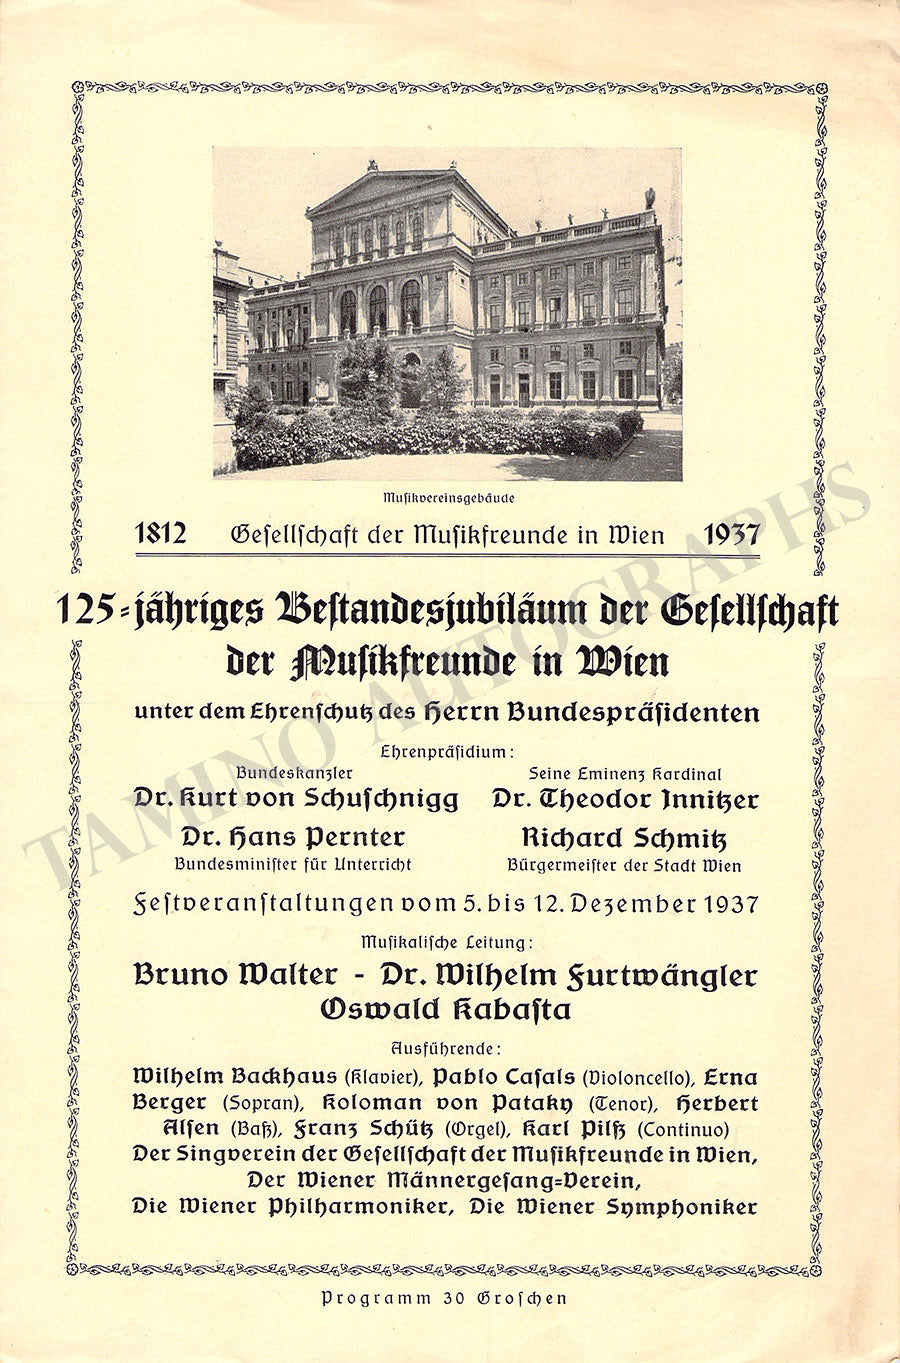 Musikvereinsgebäude
1812 Gesellschaft der Musikfreunde in Wien 1937
125-jähriges Bestandesjubiläum der Gesellschaft
der Musikfreunde in Wien
unter dem Ehrenschutz des Herrn Bundespräsidenten
Ehrenpräsidium:
Bundeskanzler
Dr. Kurt von Schuschnigg
Seine Eminenz Kardinal
Dr. Theodor Innitzer
Dr. Hans Pernter
Bundesminister für Unterricht
Richard Schmitz
Bürgermeister der Stadt Wien
Festveranstaltungen vom 5. bis 12. Dezember 1937
Musikalische Leitung:
Bruno Walter - Dr. Wilhelm Furtwängler
Oswald Kabasta
Ausführende:
Wilhelm Backhaus (Klavier), Pablo Casals (Violoncello), Erna
Berger (Sopran), Koloman von Pataky (Tenor), Herbert
Alsen (Baß), Franz Schütz (Orgel), Karl Pilß (Continuo)
Der Singverein der Gesellschaft der Musikfreunde in Wien,
Der Wiener Männergesang-Verein,
Die Wiener Philharmoniker, Die Wiener Symphoniker
Programm 30 Groschen
TAMINO AUTOGRAPHS